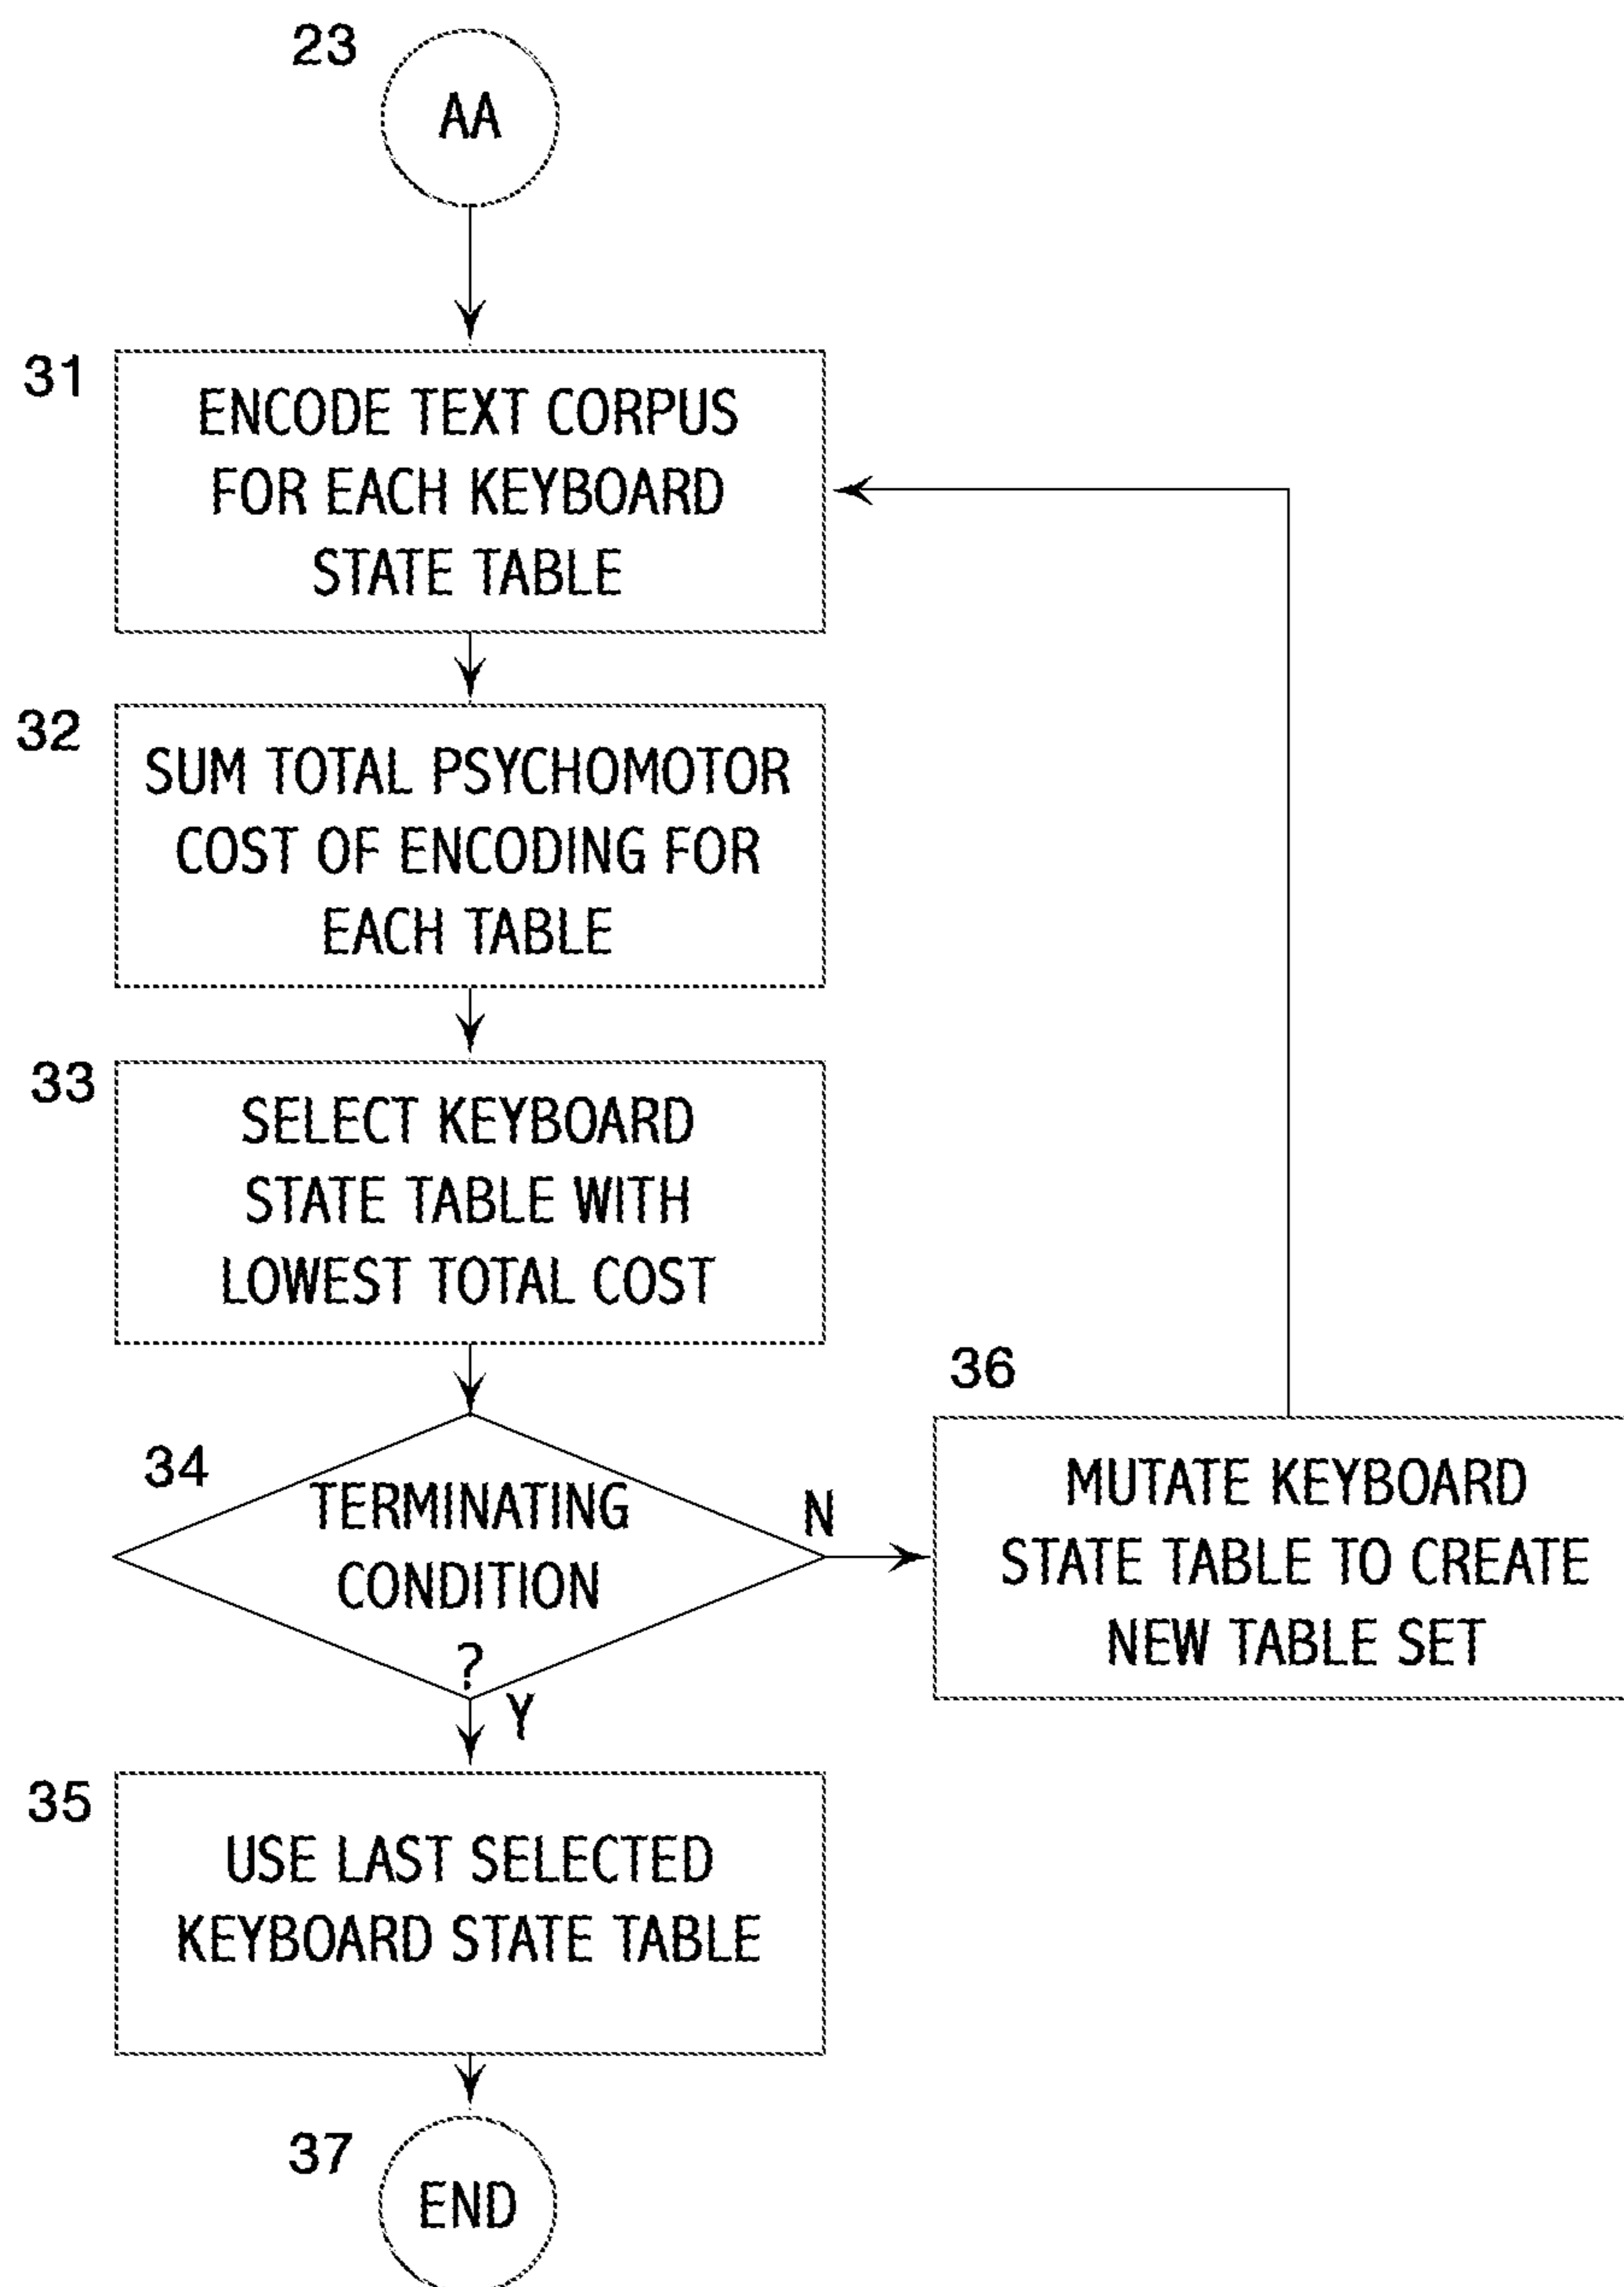 23
AA
31
ENCODE TEXT CORPUS
FOR EACH KEYBOARD
STATE TABLE
32
SUM TOTAL PSYCHOMOTOR
COST OF ENCODING FOR
EACH TABLE
33
SELECT KEYBOARD
STATE TABLE WITH
LOWEST TOTAL COST
34
TERMINATING
CONDITION
?
N
Y
36
MUTATE KEYBOARD
STATE TABLE TO CREATE
NEW TABLE SET
35
USE LAST SELECTED
KEYBOARD STATE TABLE
37
END